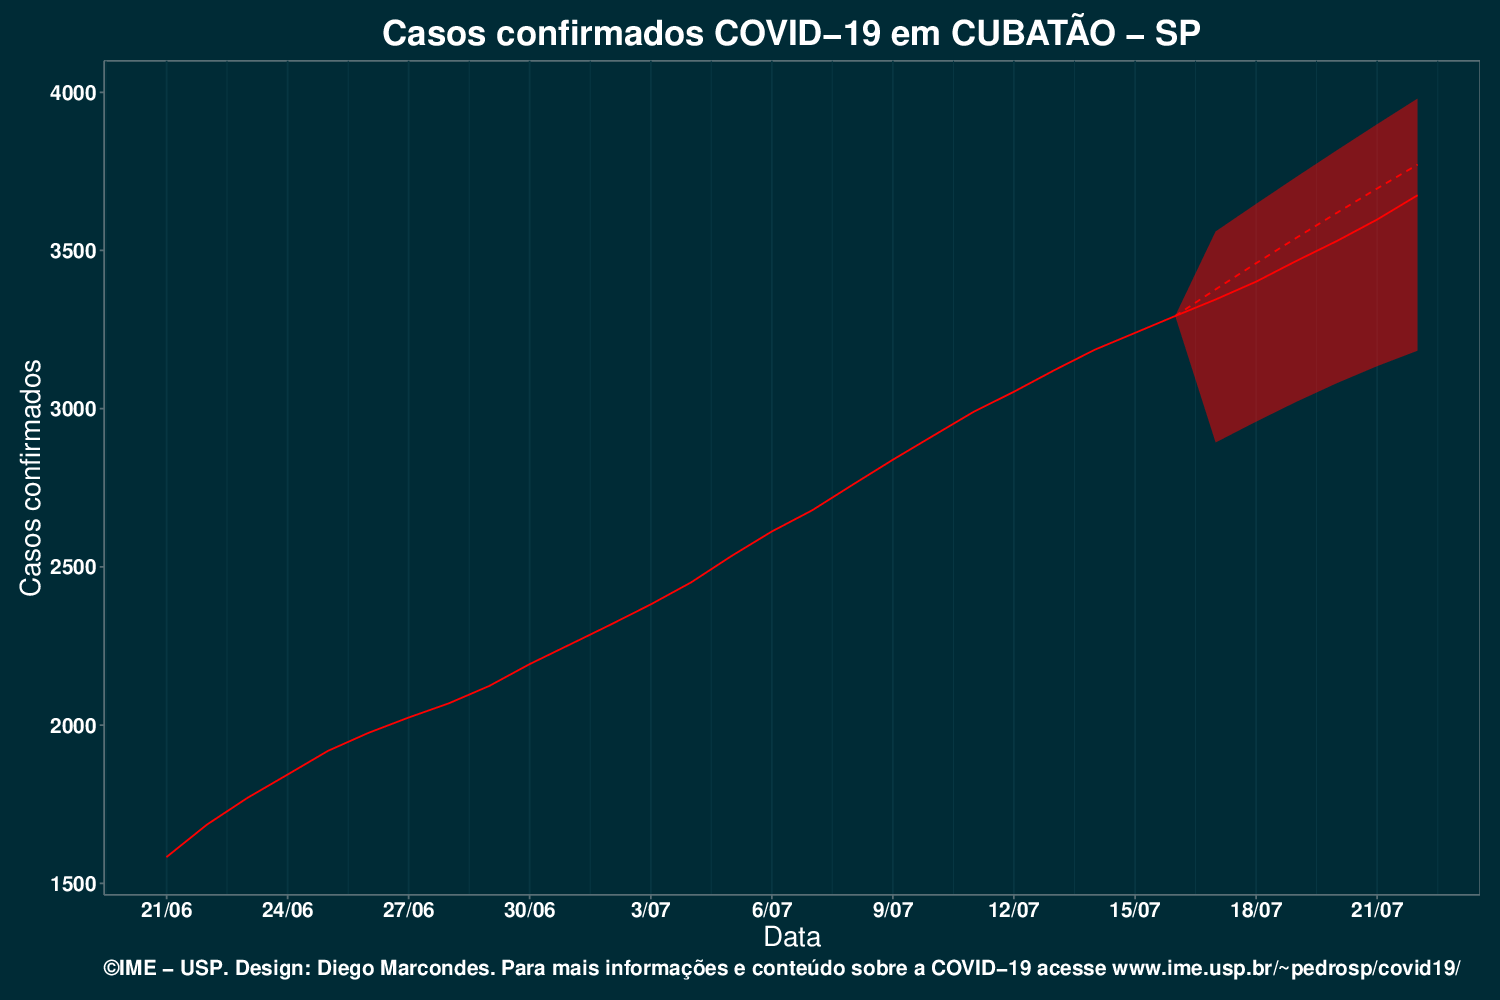 Casos confirmados COVID−19 em CUBATÃO − SP
Casos confirmados
4000
3500
3000
2500
2000
1500
21/06 24/06 27/06 30/06 3/07 6/07 9/07 12/07 15/07 18/07 21/07
Data
©IME − USP. Design: Diego Marcondes. Para mais informações e conteúdo sobre a COVID−19 acesse www.ime.usp.br/~pedrosp/covid19/